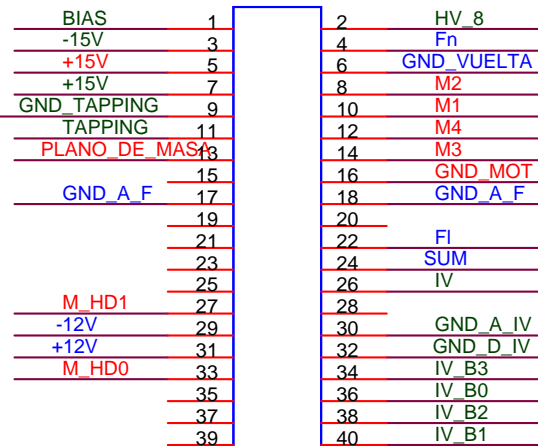 BIAS 1 2 HV_8
-15V 3 4 Fn
+15V 5 6 GND_VUELTA
+15V 7 8 M2
GND_TAPPING 9 10 M1
TAPPING 11 12 M4
PLANO_DE_MASA 13 14 M3
15 16 GND_MOT
GND_A_F 17 18 GND_A_F
19 20
21 22 Fl
23 24 SUM
25 26 IV
M_HD1 27 28
-12V 29 30 GND_A_IV
+12V 31 32 GND_D_IV
M_HD0 33 34 IV_B3
35 36 IV_B0
37 38 IV_B2
39 40 IV_B1